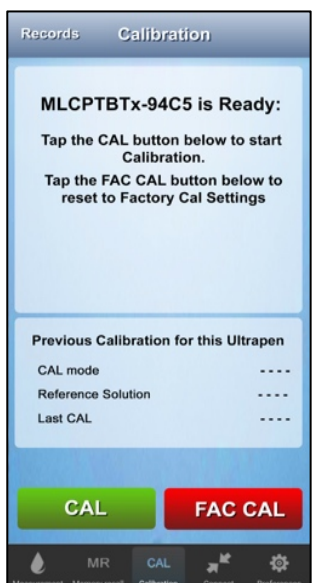 Records Calibration
MLCPTBTx-94C5 is Ready:
Tap the CAL button below to start
Calibration.
Tap the FAC CAL button below to
reset to Factory Cal Settings
Previous Calibration for this Ultrapen
CAL mode ----
Reference Solution ----
Last CAL ----
CAL FAC CAL
MR CAL